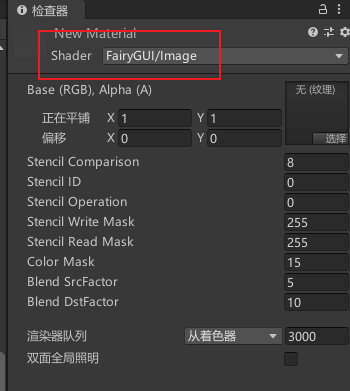 检查器
New Material
Shader FairyGUI/Image
Base (RGB), Alpha (A)
无 (纹理)
正在平铺 X 1 Y 1
偏移 X 0 Y 0
选择
Stencil Comparison 8
Stencil ID 0
Stencil Operation 0
Stencil Write Mask 255
Stencil Read Mask 255
Color Mask 15
Blend SrcFactor 5
Blend DstFactor 10
渲染器队列 从着色器 3000
双面全局照明